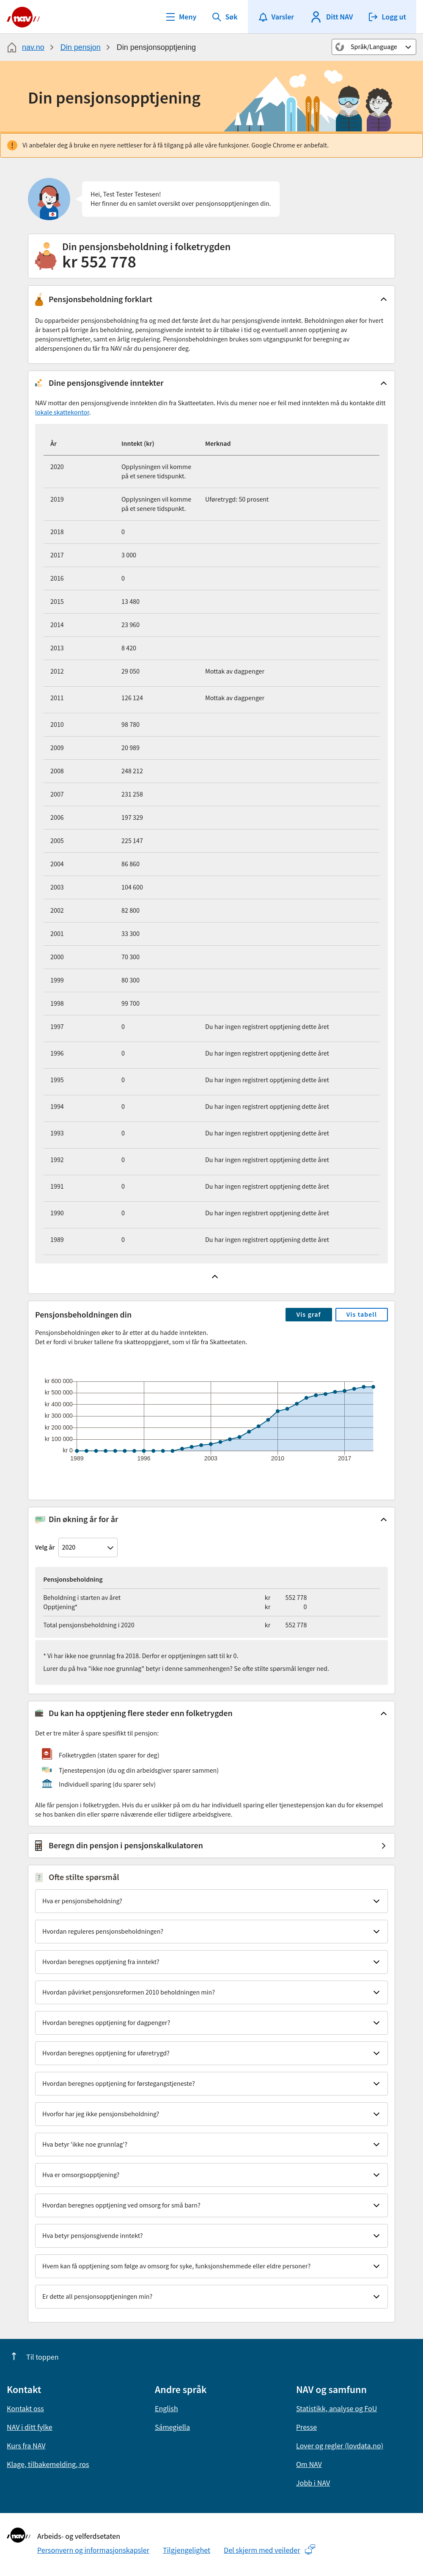 nav
Meny
Søk
Varsler
Ditt NAV
Logg ut
nav.no
Din pensjon
Din pensjonsopptjening
Språk/Language
Din pensjonsopptjening
Vi anbefaler deg å bruke en nyere nettleser for å få tilgang på alle våre funksjoner. Google Chrome er anbefalt.
Hei, Test Tester Testesen!
Her finner du en samlet oversikt over pensjonsopptjeningen din.
Din pensjonsbeholdning i folketrygden
kr 552 778
Pensjonsbeholdning forklart
Du opparbeider pensjonsbeholdning fra og med det første året du har pensjonsgivende inntekt. Beholdningen øker for hvert
år basert på forrige års beholdning, pensjonsgivende inntekt to år tilbake i tid og eventuell annen opptjening av
pensjonsrettigheter, samt en årlig regulering. Pensjonsbeholdningen brukes som utgangspunkt for beregning av
alderspensjonen du får fra NAV når du pensjonerer deg.
Dine pensjonsgivende inntekter
NAV mottar den pensjonsgivende inntekten din fra Skatteetaten. Hvis du mener noe er feil med inntekten må du kontakte ditt
lokale skattekontor.
År Inntekt (kr) Merknad
2020 Opplysningen vil komme
på et senere tidspunkt.
2019 Opplysningen vil komme Uføretrygd: 50 prosent
på et senere tidspunkt.
2018 0
2017 3 000
2016 0
2015 13 480
2014 23 960
2013 8 420
2012 29 050 Mottak av dagpenger
2011 126 124 Mottak av dagpenger
2010 98 780
2009 20 989
2008 248 212
2007 231 258
2006 197 329
2005 225 147
2004 86 860
2003 104 600
2002 82 800
2001 33 300
2000 70 300
1999 80 300
1998 99 700
1997 0 Du har ingen registrert opptjening dette året
1996 0 Du har ingen registrert opptjening dette året
1995 0 Du har ingen registrert opptjening dette året
1994 0 Du har ingen registrert opptjening dette året
1993 0 Du har ingen registrert opptjening dette året
1992 0 Du har ingen registrert opptjening dette året
1991 0 Du har ingen registrert opptjening dette året
1990 0 Du har ingen registrert opptjening dette året
1989 0 Du har ingen registrert opptjening dette året
Pensjonsbeholdningen din
Vis graf
Vis tabell
Pensjonsbeholdningen øker to år etter at du hadde inntekten.
Det er fordi vi bruker tallene fra skatteoppgjøret, som vi får fra Skatteetaten.
kr 600 000
kr 500 000
kr 400 000
kr 300 000
kr 200 000
kr 100 000
kr 0
1989 1996 2003 2010 2017
Din økning år for år
Velg år 2020
Pensjonsbeholdning
Beholdning i starten av året kr 552 778
Opptjening* kr 0
Total pensjonsbeholdning i 2020 kr 552 778
* Vi har ikke noe grunnlag fra 2018. Derfor er opptjeningen satt til kr 0.
Lurer du på hva "ikke noe grunnlag" betyr i denne sammenhengen? Se ofte stilte spørsmål lenger ned.
Du kan ha opptjening flere steder enn folketrygden
Det er tre måter å spare spesifikt til pensjon:
Folketrygden (staten sparer for deg)
Tjenestepensjon (du og din arbeidsgiver sparer sammen)
Individuell sparing (du sparer selv)
Alle får pensjon i folketrygden. Hvis du er usikker på om du har individuell sparing eller tjenestepensjon kan du for eksempel
se hos banken din eller spørre nåværende eller tidligere arbeidsgivere.
Beregn din pensjon i pensjonskalkulatoren
Ofte stilte spørsmål
Hva er pensjonsbeholdning?
Hvordan reguleres pensjonsbeholdningen?
Hvordan beregnes opptjening fra inntekt?
Hvordan påvirket pensjonsreformen 2010 beholdningen min?
Hvordan beregnes opptjening for dagpenger?
Hvordan beregnes opptjening for uføretrygd?
Hvordan beregnes opptjening for førstegangstjeneste?
Hvorfor har jeg ikke pensjonsbeholdning?
Hva betyr 'ikke noe grunnlag'?
Hva er omsorgsopptjening?
Hvordan beregnes opptjening ved omsorg for små barn?
Hva betyr pensjonsgivende inntekt?
Hvem kan få opptjening som følge av omsorg for syke, funksjonshemmede eller eldre personer?
Er dette all pensjonsopptjeningen min?
Til toppen
Kontakt
Kontakt oss
NAV i ditt fylke
Kurs fra NAV
Klage, tilbakemelding, ros
Andre språk
English
Sámegiella
NAV og samfunn
Statistikk, analyse og FoU
Presse
Lover og regler (lovdata.no)
Om NAV
Jobb i NAV
nav
Arbeids- og velferdsetaten
Personvern og informasjonskapsler
Tilgjengelighet
Del skjerm med veileder